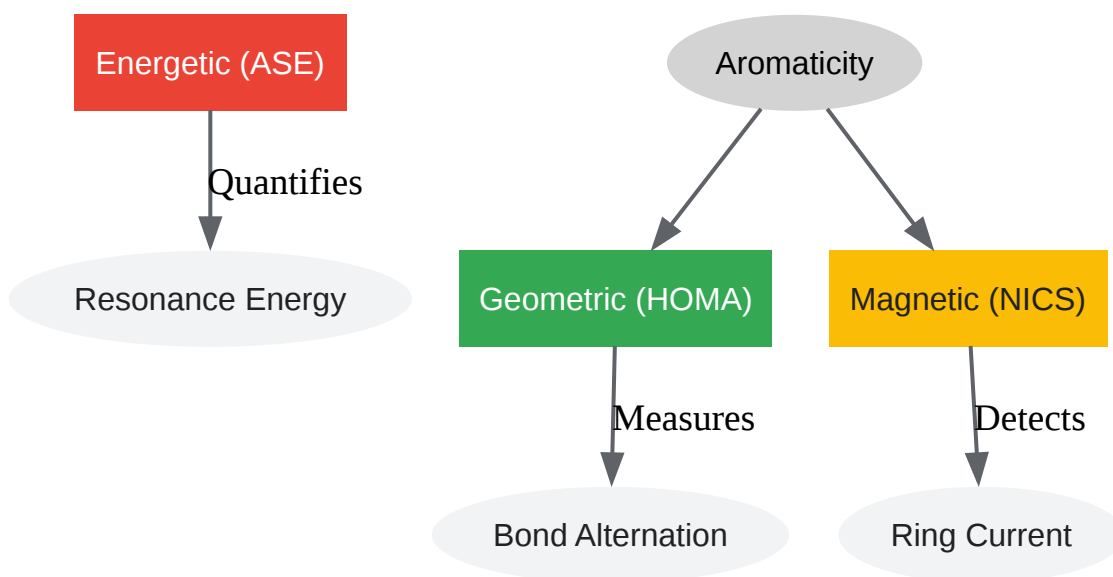 Energetic (ASE)
Aromaticity
Quantifies
Resonance Energy
Geometric (HOMA)
Magnetic (NICS)
Measures
Detects
Bond Alternation
Ring Current